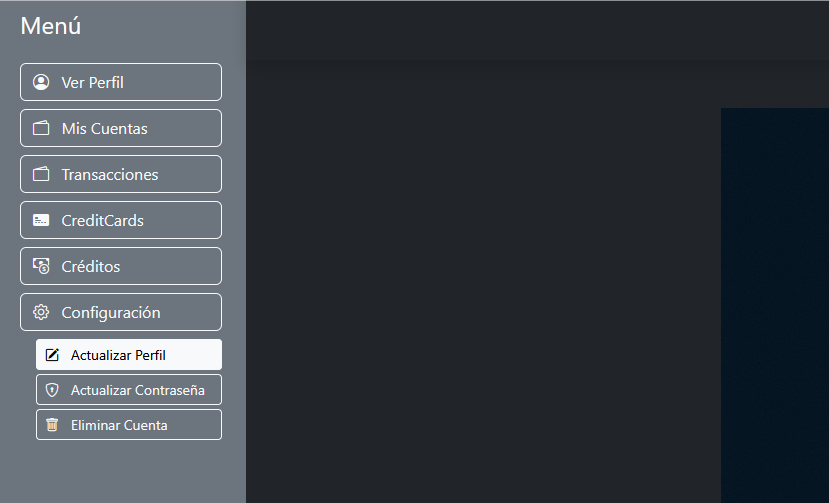 Menú
Ver Perfil
Mis Cuentas
Transacciones
CreditCards
Créditos
Configuración
Actualizar Perfil
Actualizar Contraseña
Eliminar Cuenta